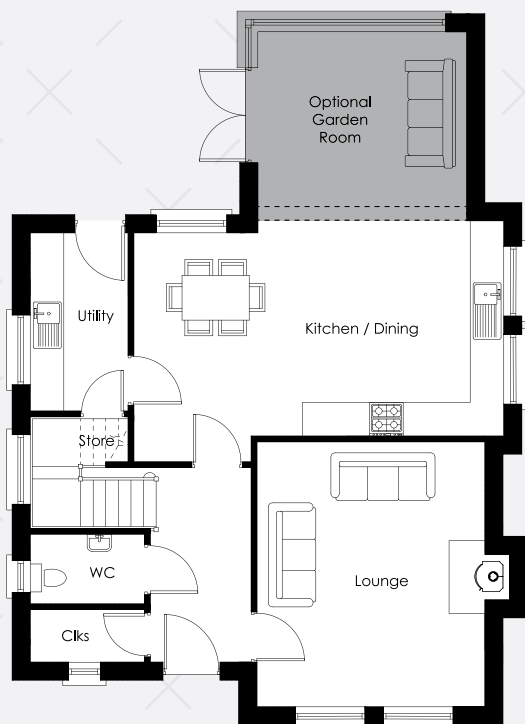 Optional
Garden
Room
Utility
Kitchen / Dining
Store
WC
Lounge
Clks